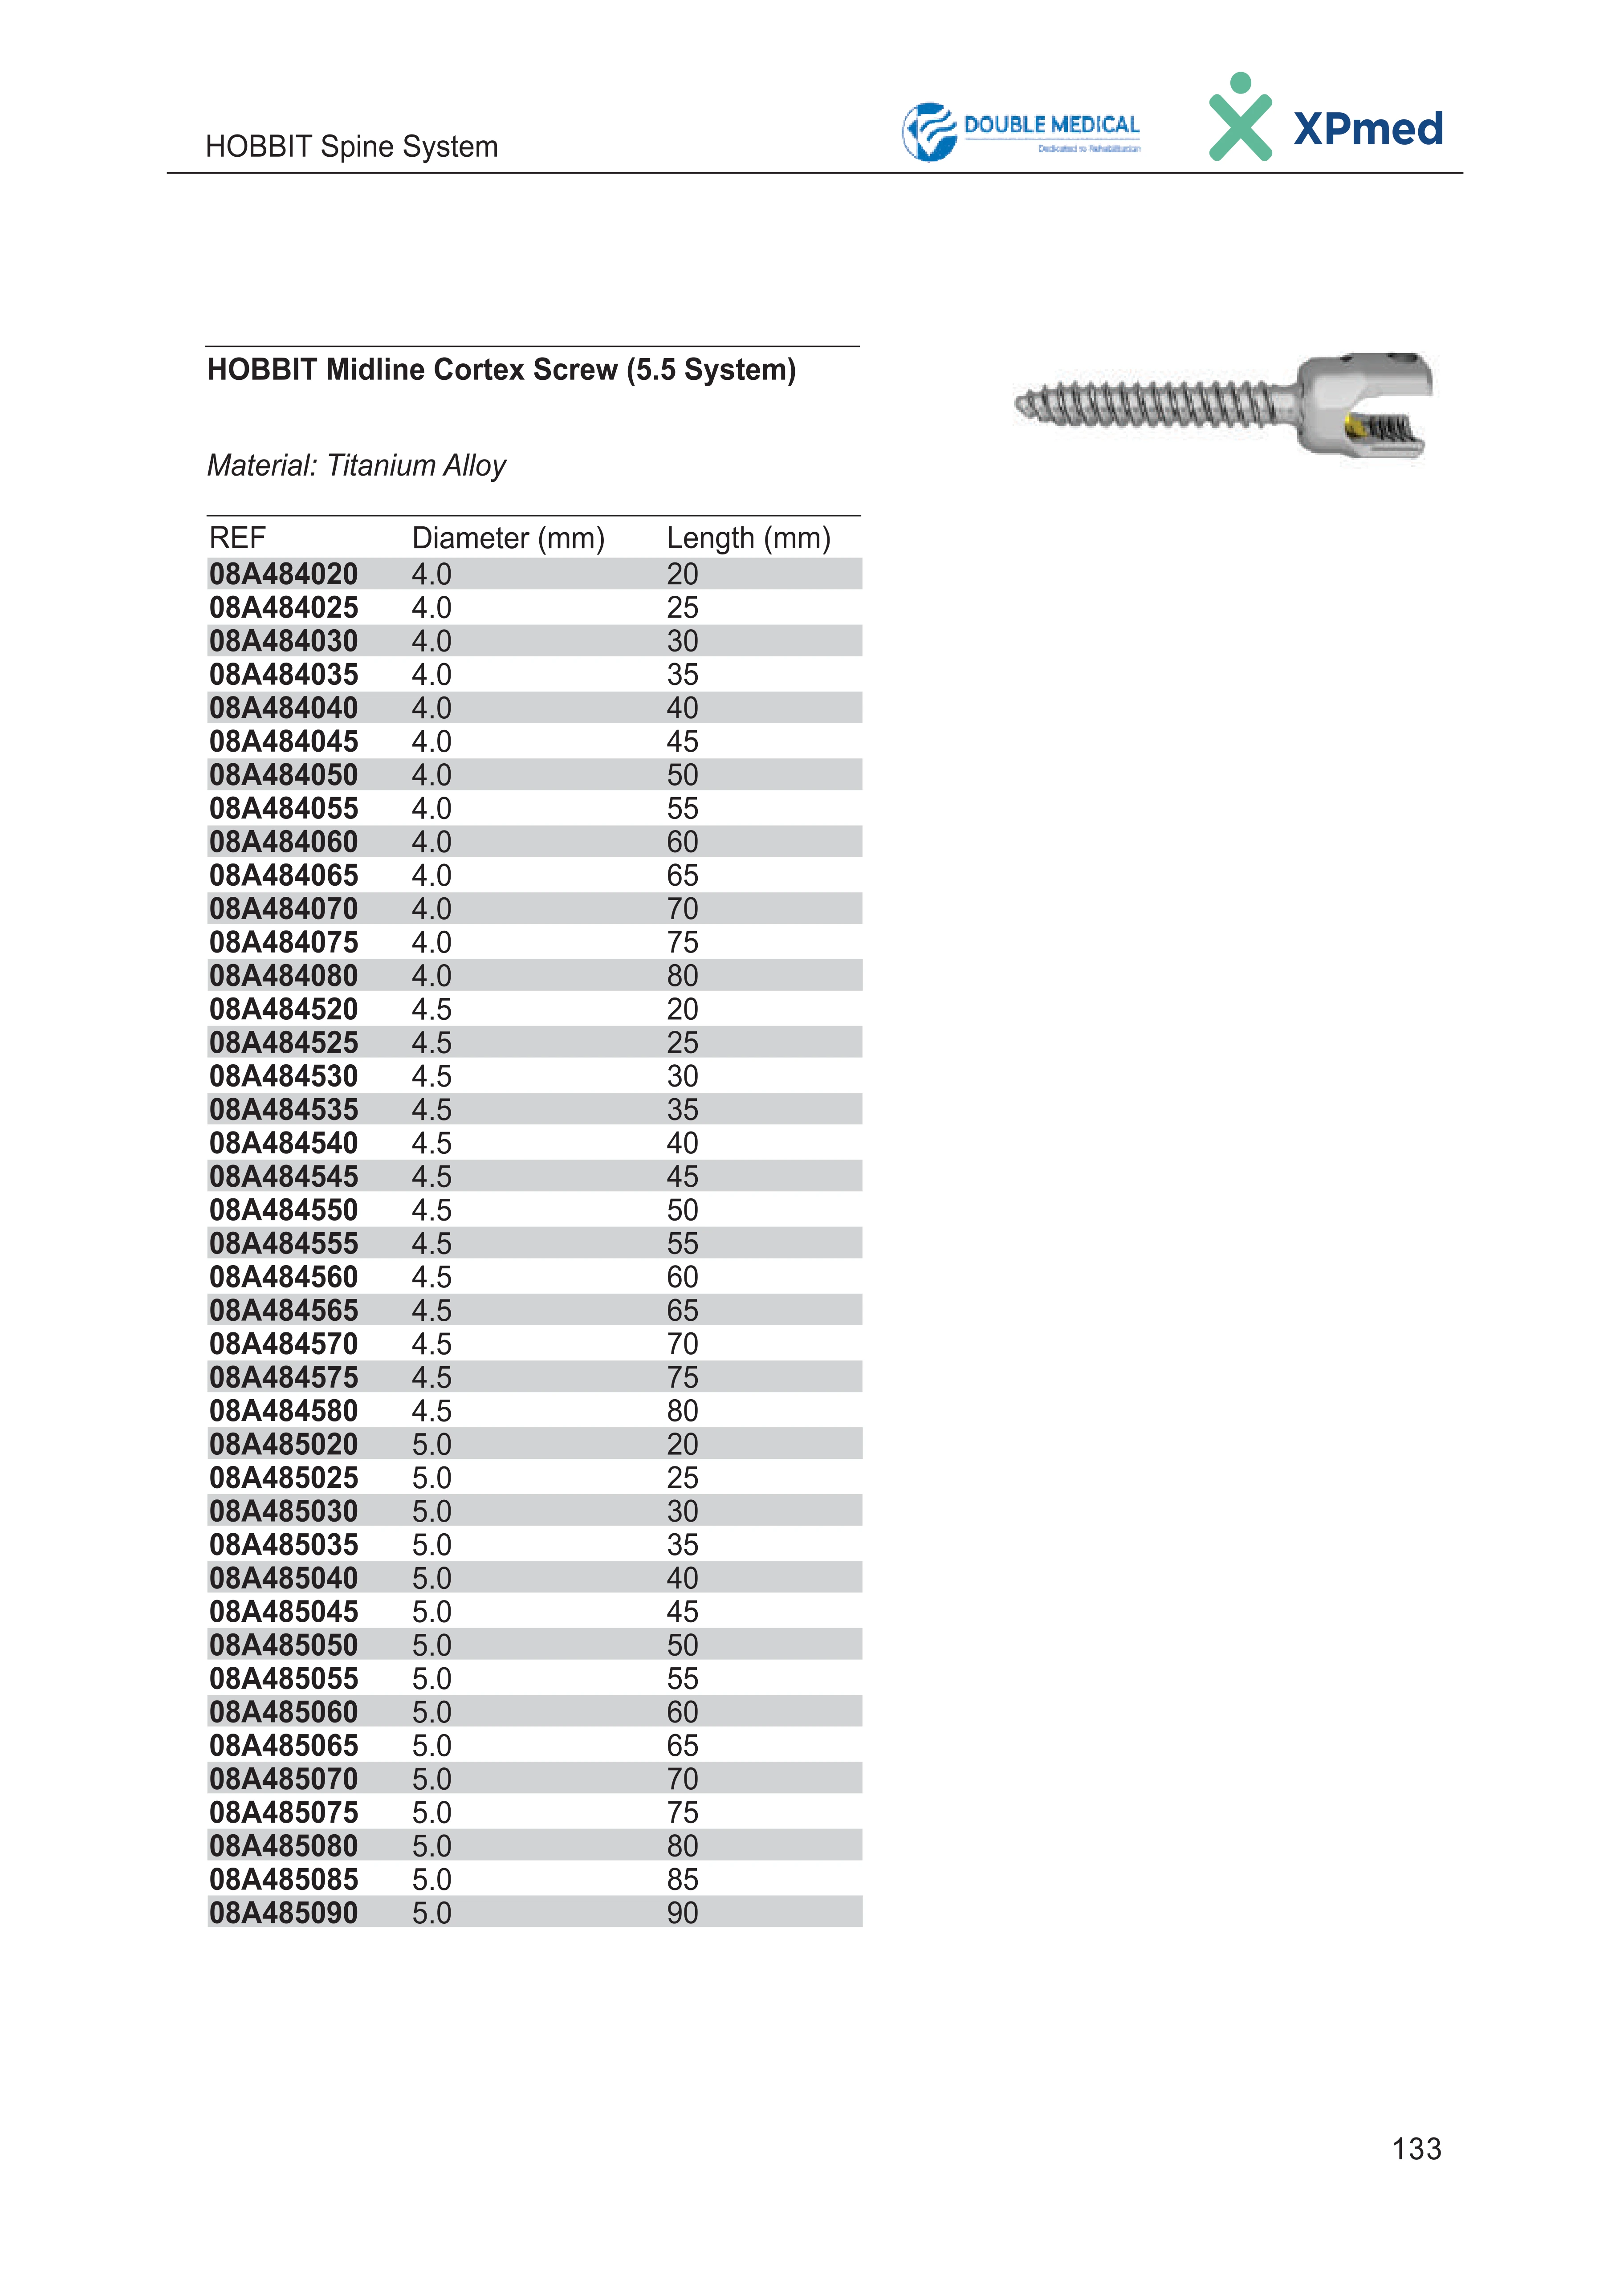 HOBBIT Spine System
DOUBLE MEDICAL
Dedicated to Rehabilitation
XPmed
HOBBIT Midline Cortex Screw (5.5 System)
Material: Titanium Alloy
REF Diameter (mm) Length (mm)
08A484020 4.0 20
08A484025 4.0 25
08A484030 4.0 30
08A484035 4.0 35
08A484040 4.0 40
08A484045 4.0 45
08A484050 4.0 50
08A484055 4.0 55
08A484060 4.0 60
08A484065 4.0 65
08A484070 4.0 70
08A484075 4.0 75
08A484080 4.0 80
08A484520 4.5 20
08A484525 4.5 25
08A484530 4.5 30
08A484535 4.5 35
08A484540 4.5 40
08A484545 4.5 45
08A484550 4.5 50
08A484555 4.5 55
08A484560 4.5 60
08A484565 4.5 65
08A484570 4.5 70
08A484575 4.5 75
08A484580 4.5 80
08A485020 5.0 20
08A485025 5.0 25
08A485030 5.0 30
08A485035 5.0 35
08A485040 5.0 40
08A485045 5.0 45
08A485050 5.0 50
08A485055 5.0 55
08A485060 5.0 60
08A485065 5.0 65
08A485070 5.0 70
08A485075 5.0 75
08A485080 5.0 80
08A485085 5.0 85
08A485090 5.0 90
133